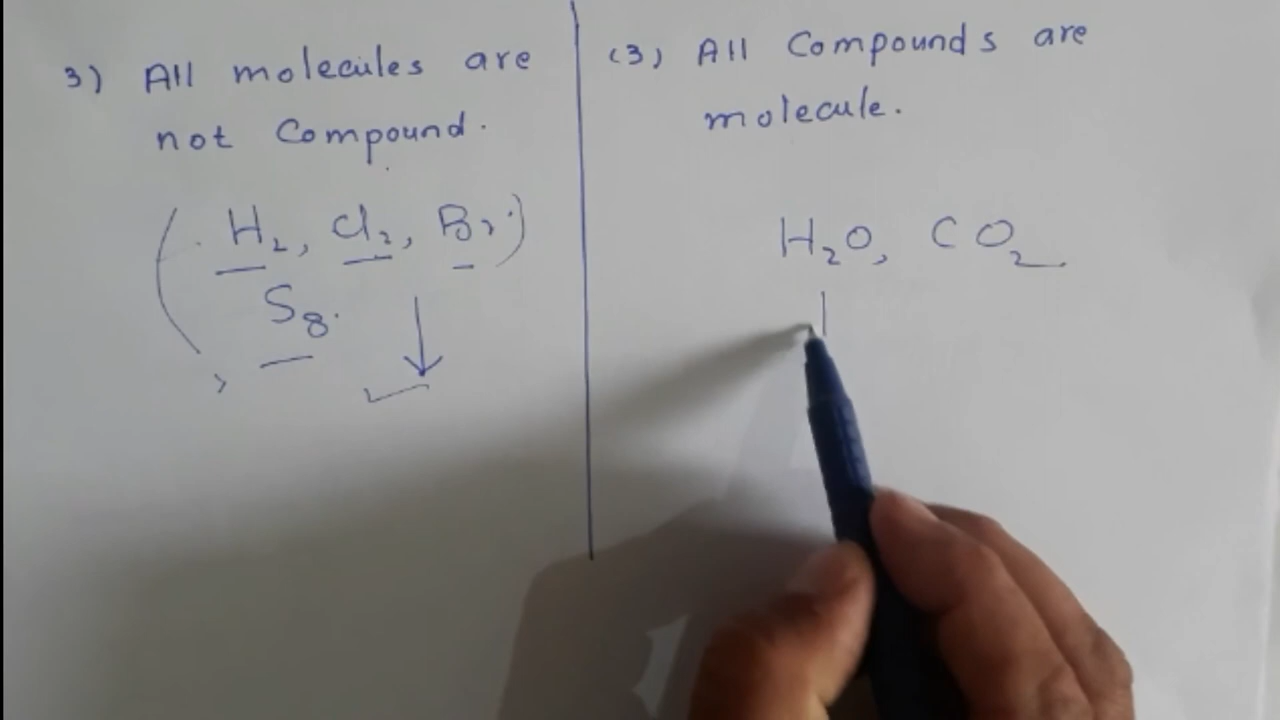 3) All molecules are
not Compound.
(H₂, Cl₂, Br₂)
S₈.
(3) All Compounds are
molecule.
H₂O, CO₂